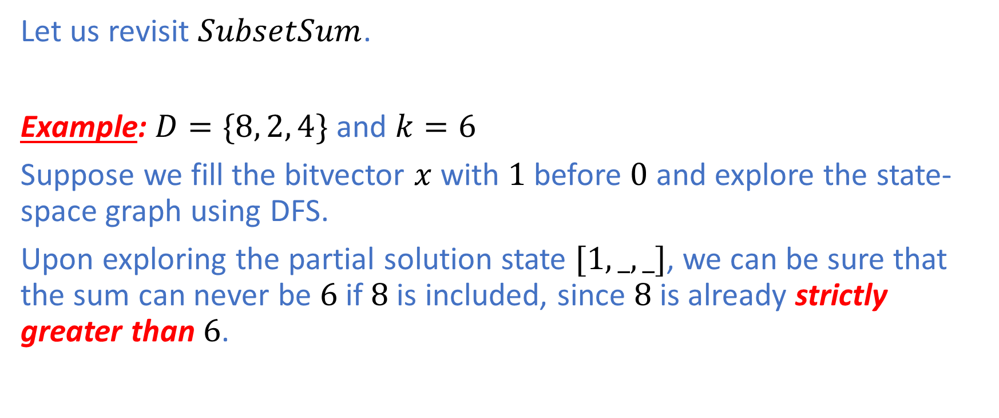 Let us revisit SubsetSum.
Example: D = {8, 2, 4} and k = 6
Suppose we fill the bitvector x with 1 before 0 and explore the state-
space graph using DFS.
Upon exploring the partial solution state [1, _, _], we can be sure that
the sum can never be 6 if 8 is included, since 8 is already strictly
greater than 6.